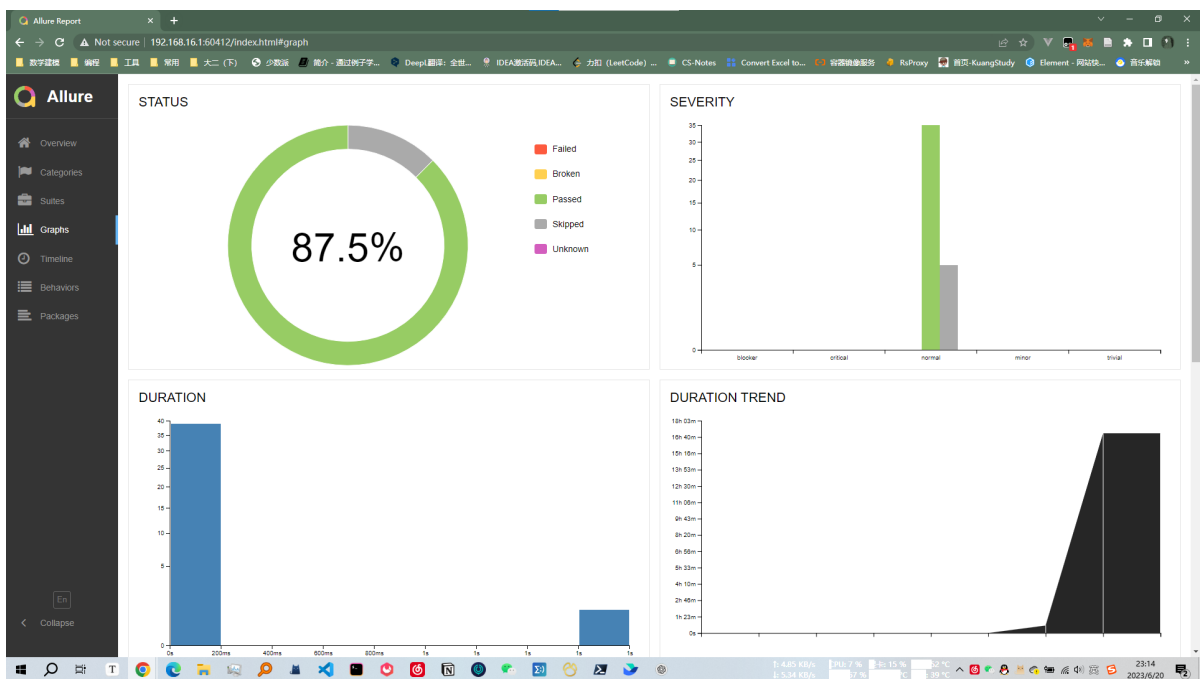 Allure Report
Not secure 192.168.16.1:60412/index.html#graph
数学建模 编程 工具 常用 大二（下） 少数派 简介 - 通过例子学... DeepL翻译：全世... IDEA激活码,IDEA... 力扣 (LeetCode) ... CS-Notes Convert Excel to... 容器镜像服务 RsProxy 首页-KuangStudy Element - 网站快... 音乐解锁 »
Allure
Overview
Categories
Suites
Graphs
Timeline
Behaviors
Packages
En
Collapse
STATUS
87.5%
Failed
Broken
Passed
Skipped
Unknown
SEVERITY
35
30
25
20
15
10
5
0
blocker critical normal minor trivial
DURATION
40
35
30
25
20
15
10
5
0
0s 200ms 400ms 600ms 800ms 1s 1s 1s 1s 1s
DURATION TREND
18h 03m
16h 40m
15h 16m
13h 53m
12h 30m
11h 06m
9h 43m
8h 20m
6h 56m
5h 33m
4h 10m
2h 46m
1h 23m
0s
CPU: 7 % 15 %
23:14
2023/6/20